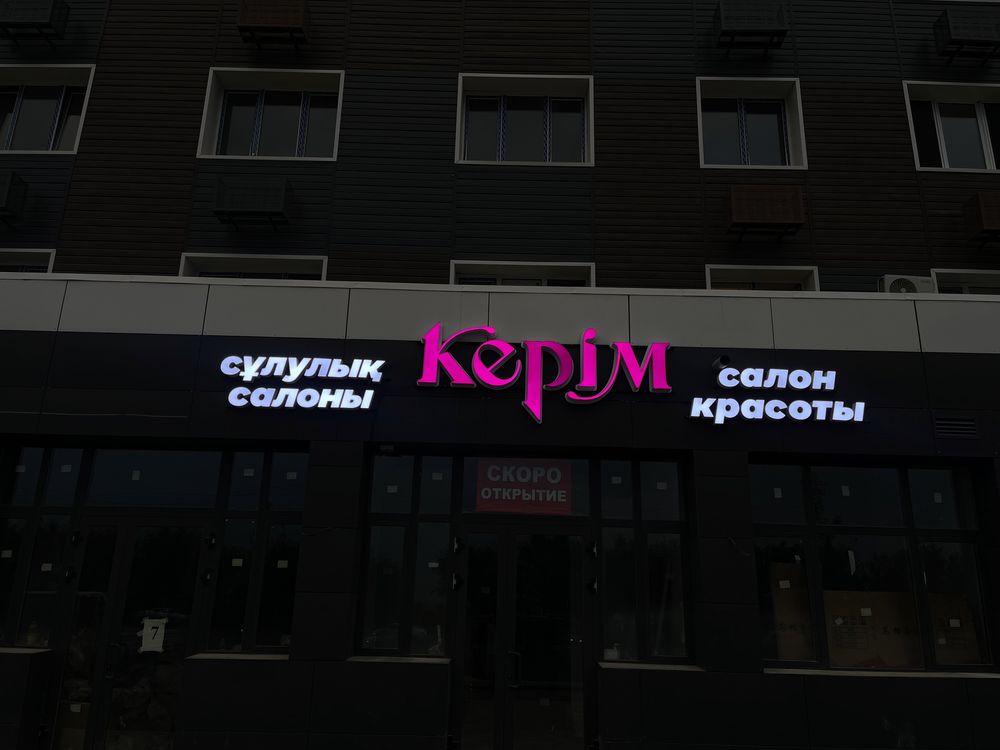 сұлулық
салоны
Керім
салон
красоты
СКОРО
ОТКРЫТИЕ
7